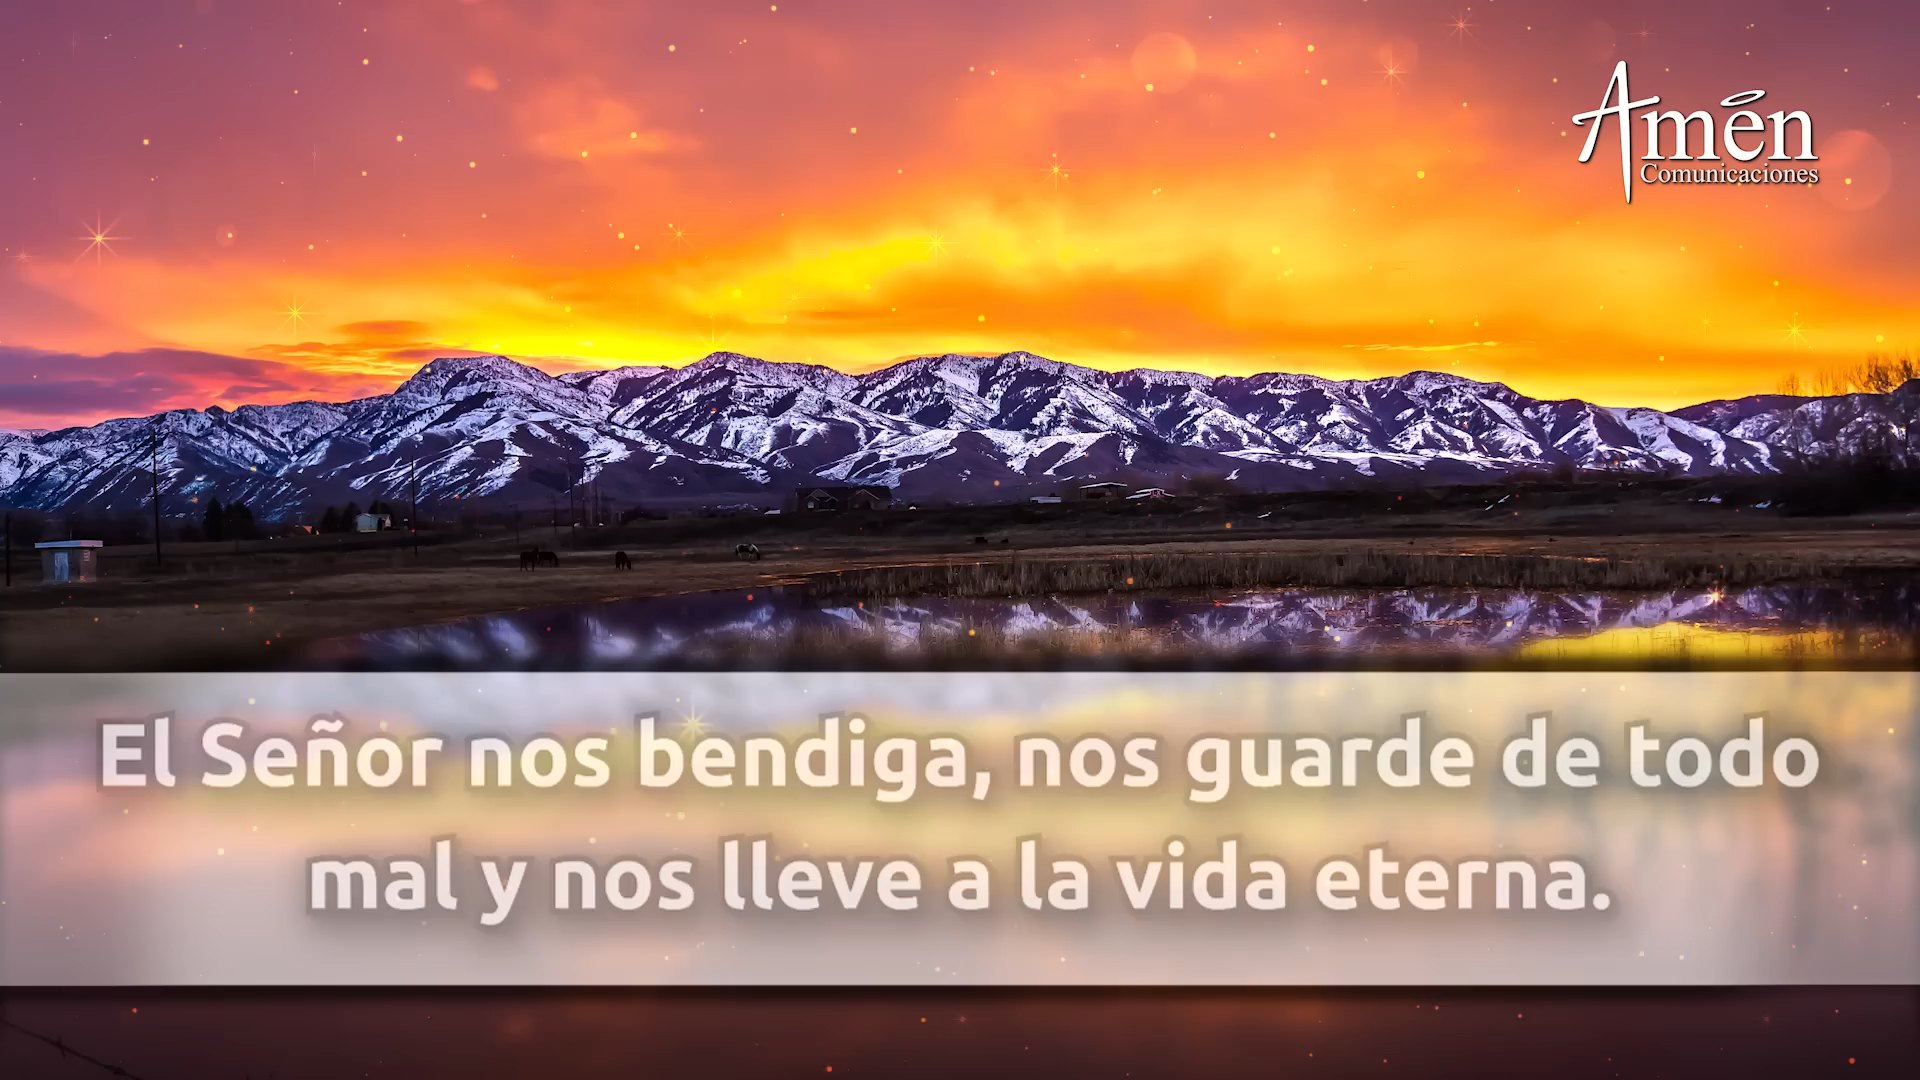 Amén
Comunicaciones
El Señor nos bendiga, nos guarde de todo
mal y nos lleve a la vida eterna.